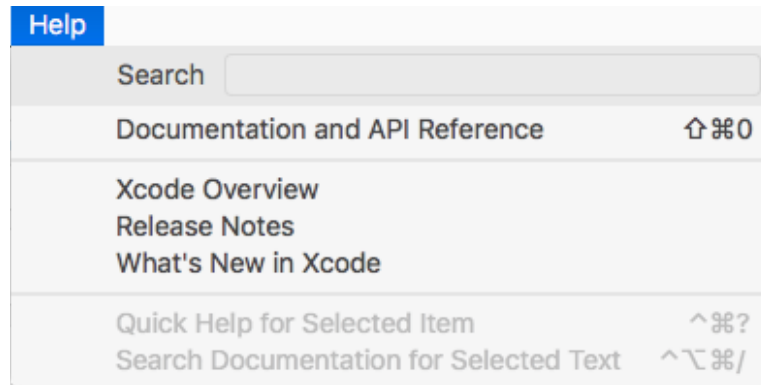 Help
Search
Documentation and API Reference ⇧⌘0
Xcode Overview
Release Notes
What's New in Xcode
Quick Help for Selected Item ^⌘?
Search Documentation for Selected Text ^⌥⌘/